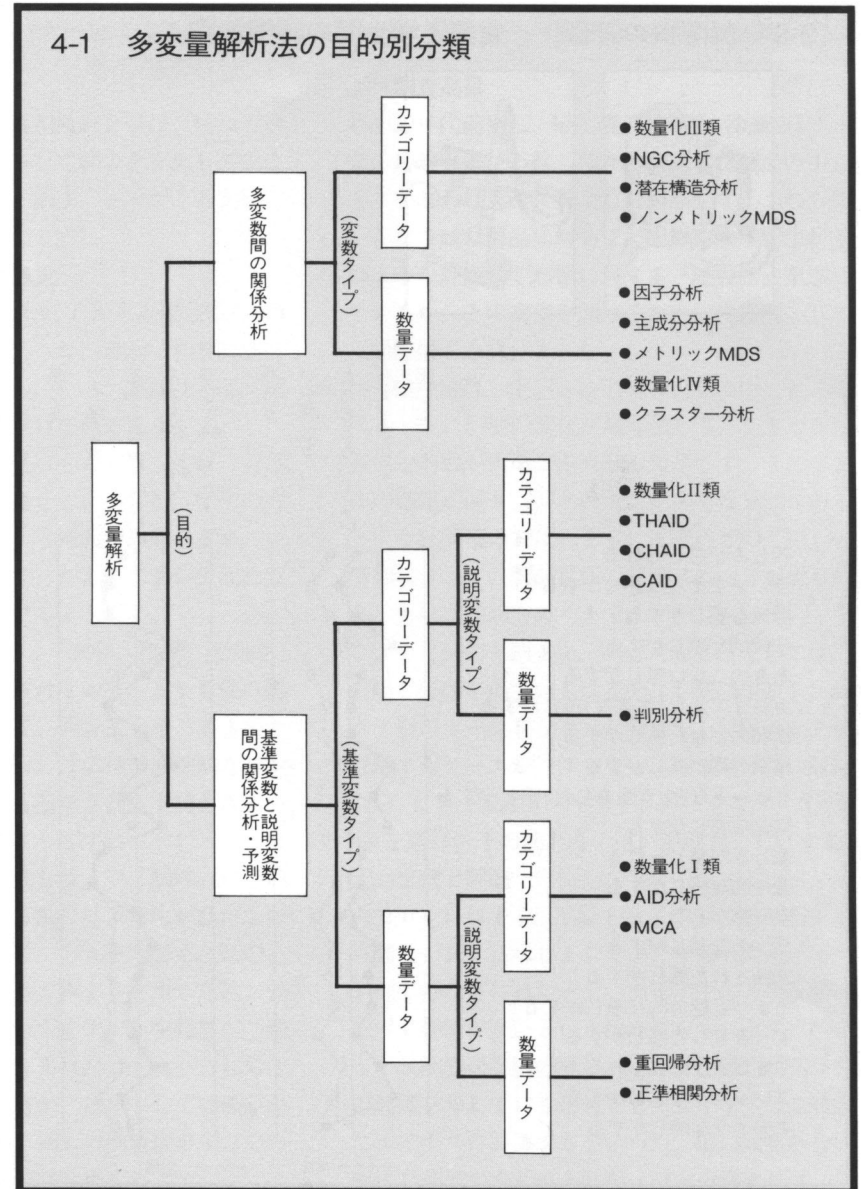 4-1 多変量解析法の目的別分類
多変量解析
(目的)
多変数間の関係分析
(変数タイプ)
カテゴリーデータ
●数量化Ⅲ類
●NGC分析
●潜在構造分析
●ノンメトリックMDS
数量データ
●因子分析
●主成分分析
●メトリックMDS
●数量化Ⅳ類
●クラスター分析
基準変数と説明変数
間の関係分析・予測
(基準変数タイプ)
カテゴリーデータ
(説明変数タイプ)
カテゴリーデータ
●数量化Ⅱ類
●THAID
●CHAID
●CAID
数量データ
●判別分析
数量データ
(説明変数タイプ)
カテゴリーデータ
●数量化Ⅰ類
●AID分析
●MCA
数量データ
●重回帰分析
●正準相関分析